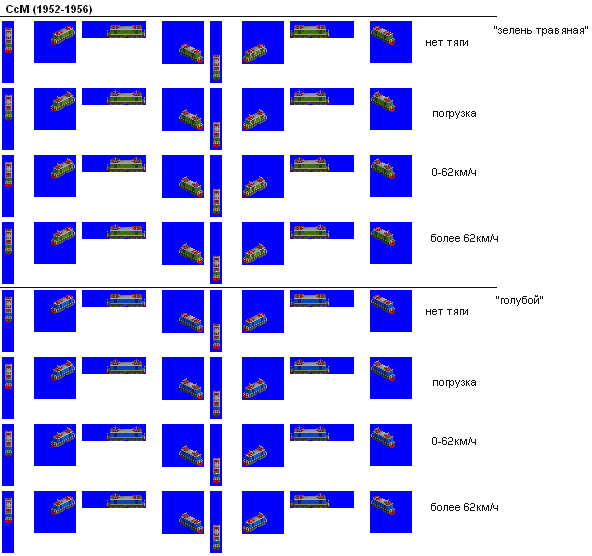 СсМ (1952-1956)
"зелень травяная"
нет тяги
погрузка
0-62км/ч
более 62км/ч
"голубой"
нет тяги
погрузка
0-62км/ч
более 62км/ч